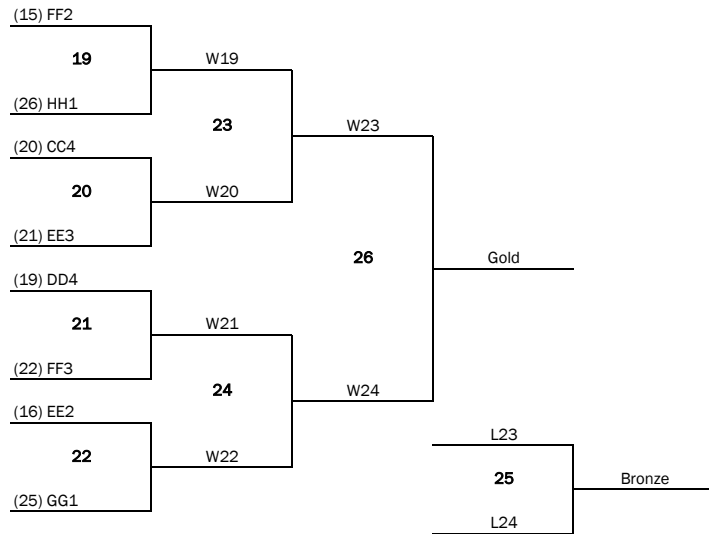 (15) FF2
19
W19
(26) HH1
23
W23
(20) CC4
20
W20
(21) EE3
26
Gold
(19) DD4
21
W21
(22) FF3
24
W24
(16) EE2
22
W22
(25) GG1
L23
25
Bronze
L24